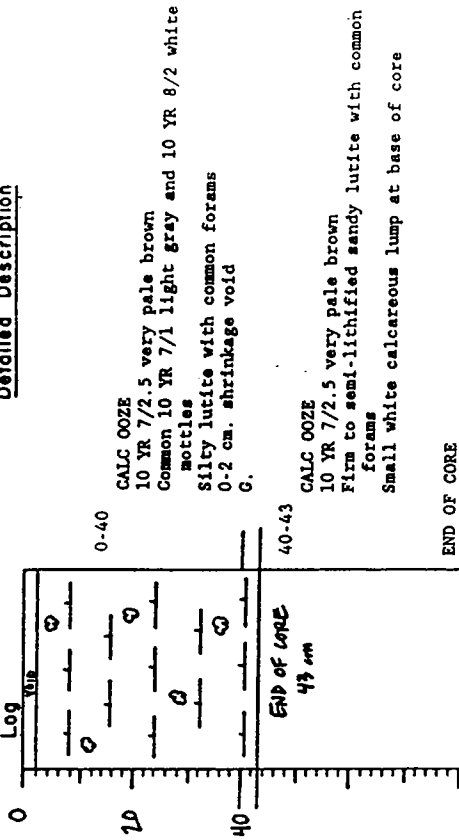 Log
Detailed Description
VOID
0
20
40
END OF CORE
43 cm
0-40
CALC OOZE
10 YR 7/2.5 very pale brown
Common 10 YR 7/1 light gray and 10 YR 8/2 white
mottles
Silty lutite with common forams
0-2 cm. shrinkage void
G.
40-43
CALC OOZE
10 YR 7/2.5 very pale brown
Firm to semi-lithified sandy lutite with common
forams
Small white calcareous lump at base of core
END OF CORE